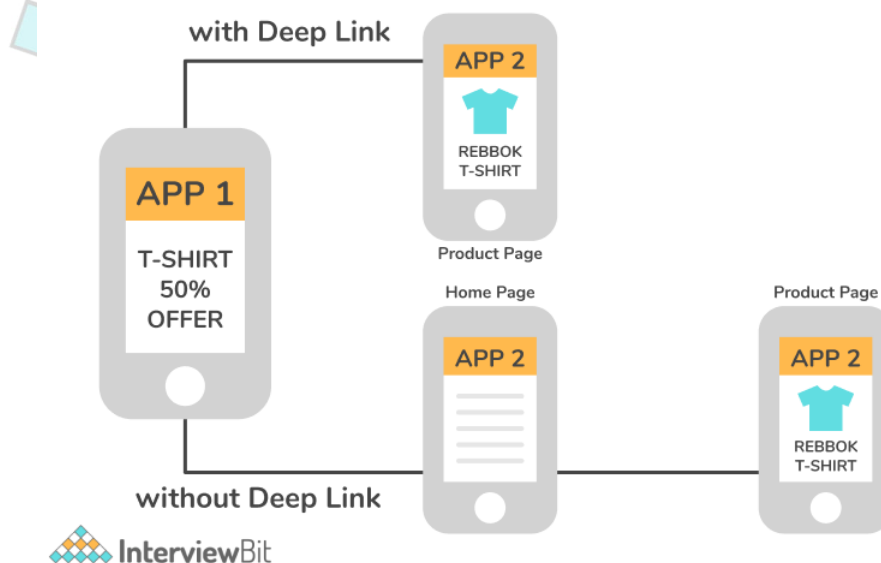 with Deep Link
APP 2
REBBOK
T-SHIRT
Product Page
APP 1
T-SHIRT
50%
OFFER
Home Page
APP 2
Product Page
APP 2
REBBOK
T-SHIRT
without Deep Link
InterviewBit